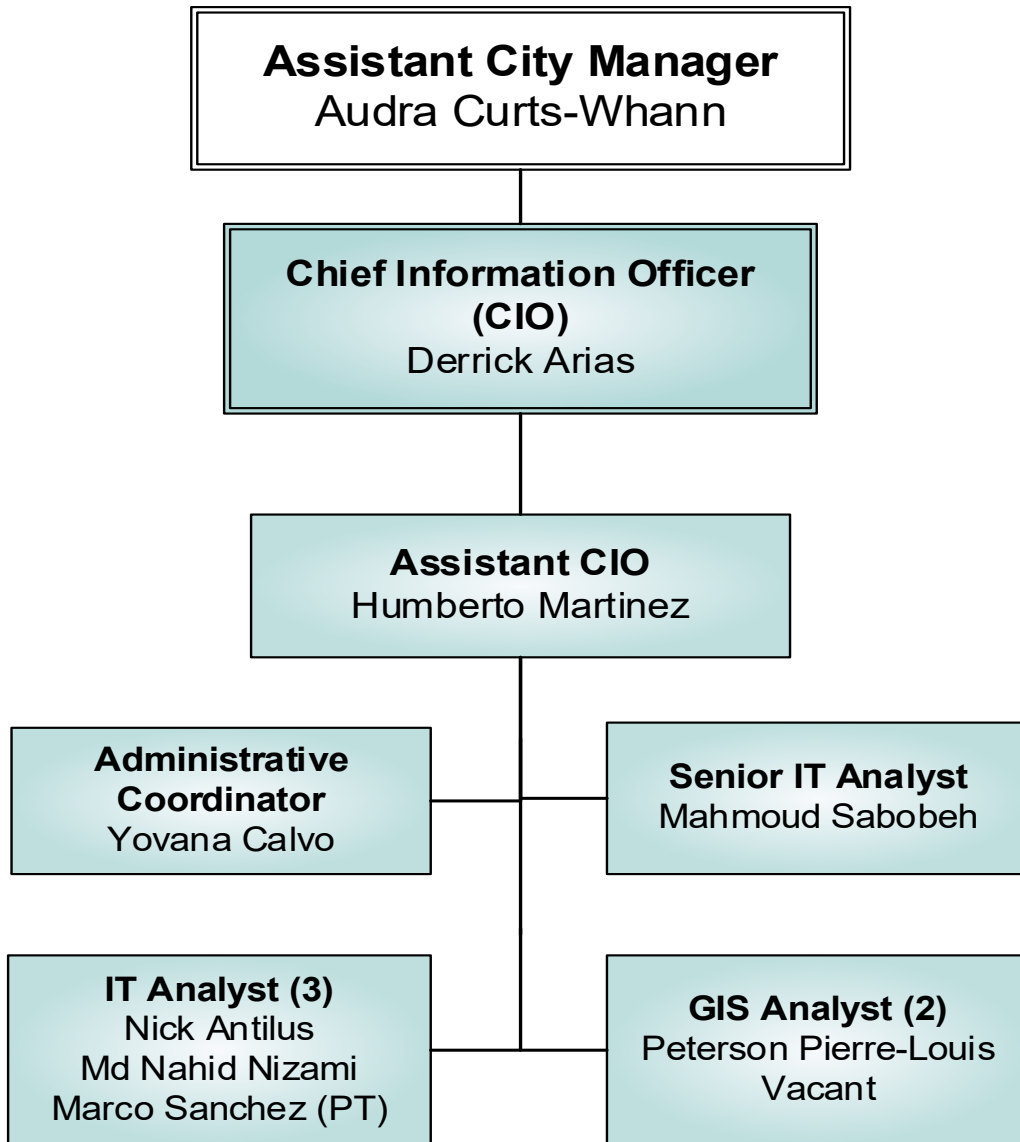 Assistant City Manager
Audra Curts-Whann
Chief Information Officer
(CIO)
Derrick Arias
Assistant CIO
Humberto Martinez
Administrative
Coordinator
Yovana Calvo
Senior IT Analyst
Mahmoud Sabobeh
IT Analyst (3)
Nick Antilus
Md Nahid Nizami
Marco Sanchez (PT)
GIS Analyst (2)
Peterson Pierre-Louis
Vacant